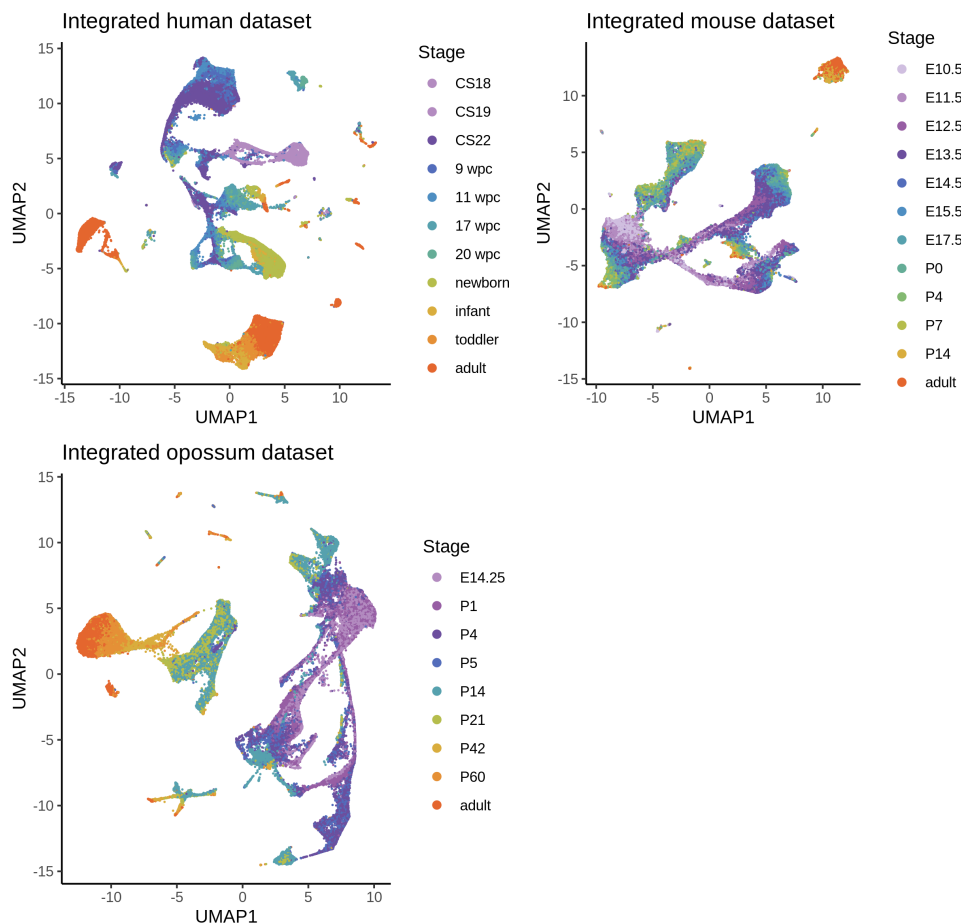 Integrated human dataset
15
10
5
0
-5
-10
-15
UMAP2
-15 -10 -5 0 5 10
UMAP1
Stage
CS18
CS19
CS22
9 wpc
11 wpc
17 wpc
20 wpc
newborn
infant
toddler
adult
Integrated mouse dataset
10
5
0
-5
-10
-15
UMAP2
-10 -5 0 5 10
UMAP1
Stage
E10.5
E11.5
E12.5
E13.5
E14.5
E15.5
E17.5
P0
P4
P7
P14
adult
Integrated opossum dataset
15
10
5
0
-5
-10
-15
UMAP2
-10 -5 0 5 10
UMAP1
Stage
E14.25
P1
P4
P5
P14
P21
P42
P60
adult